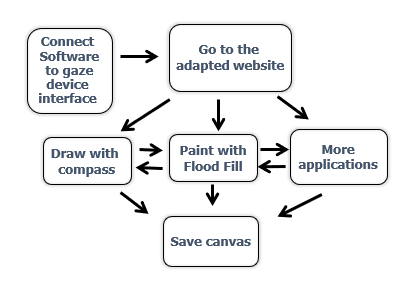 Connect
Software
to gaze
device
interface
Go to the
adapted website
Draw with
compass
Paint with
Flood Fill
More
applications
Save canvas